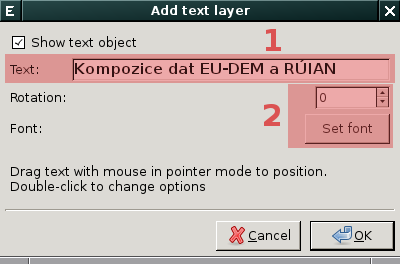 E Add text layer
Show text object
1
Text: Kompozice dat EU-DEM a RÚIAN
Rotation: 0
2
Font: Set font
Drag text with mouse in pointer mode to position.
Double-click to change options
Cancel OK